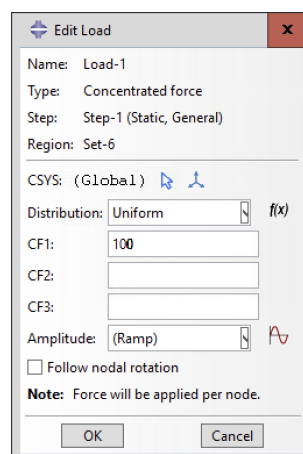 Edit Load
x
Name: Load-1
Type: Concentrated force
Step: Step-1 (Static, General)
Region: Set-6
CSYS: (Global)
Distribution: Uniform f(x)
CF1: 100
CF2:
CF3:
Amplitude: (Ramp)
Follow nodal rotation
Note: Force will be applied per node.
OK Cancel